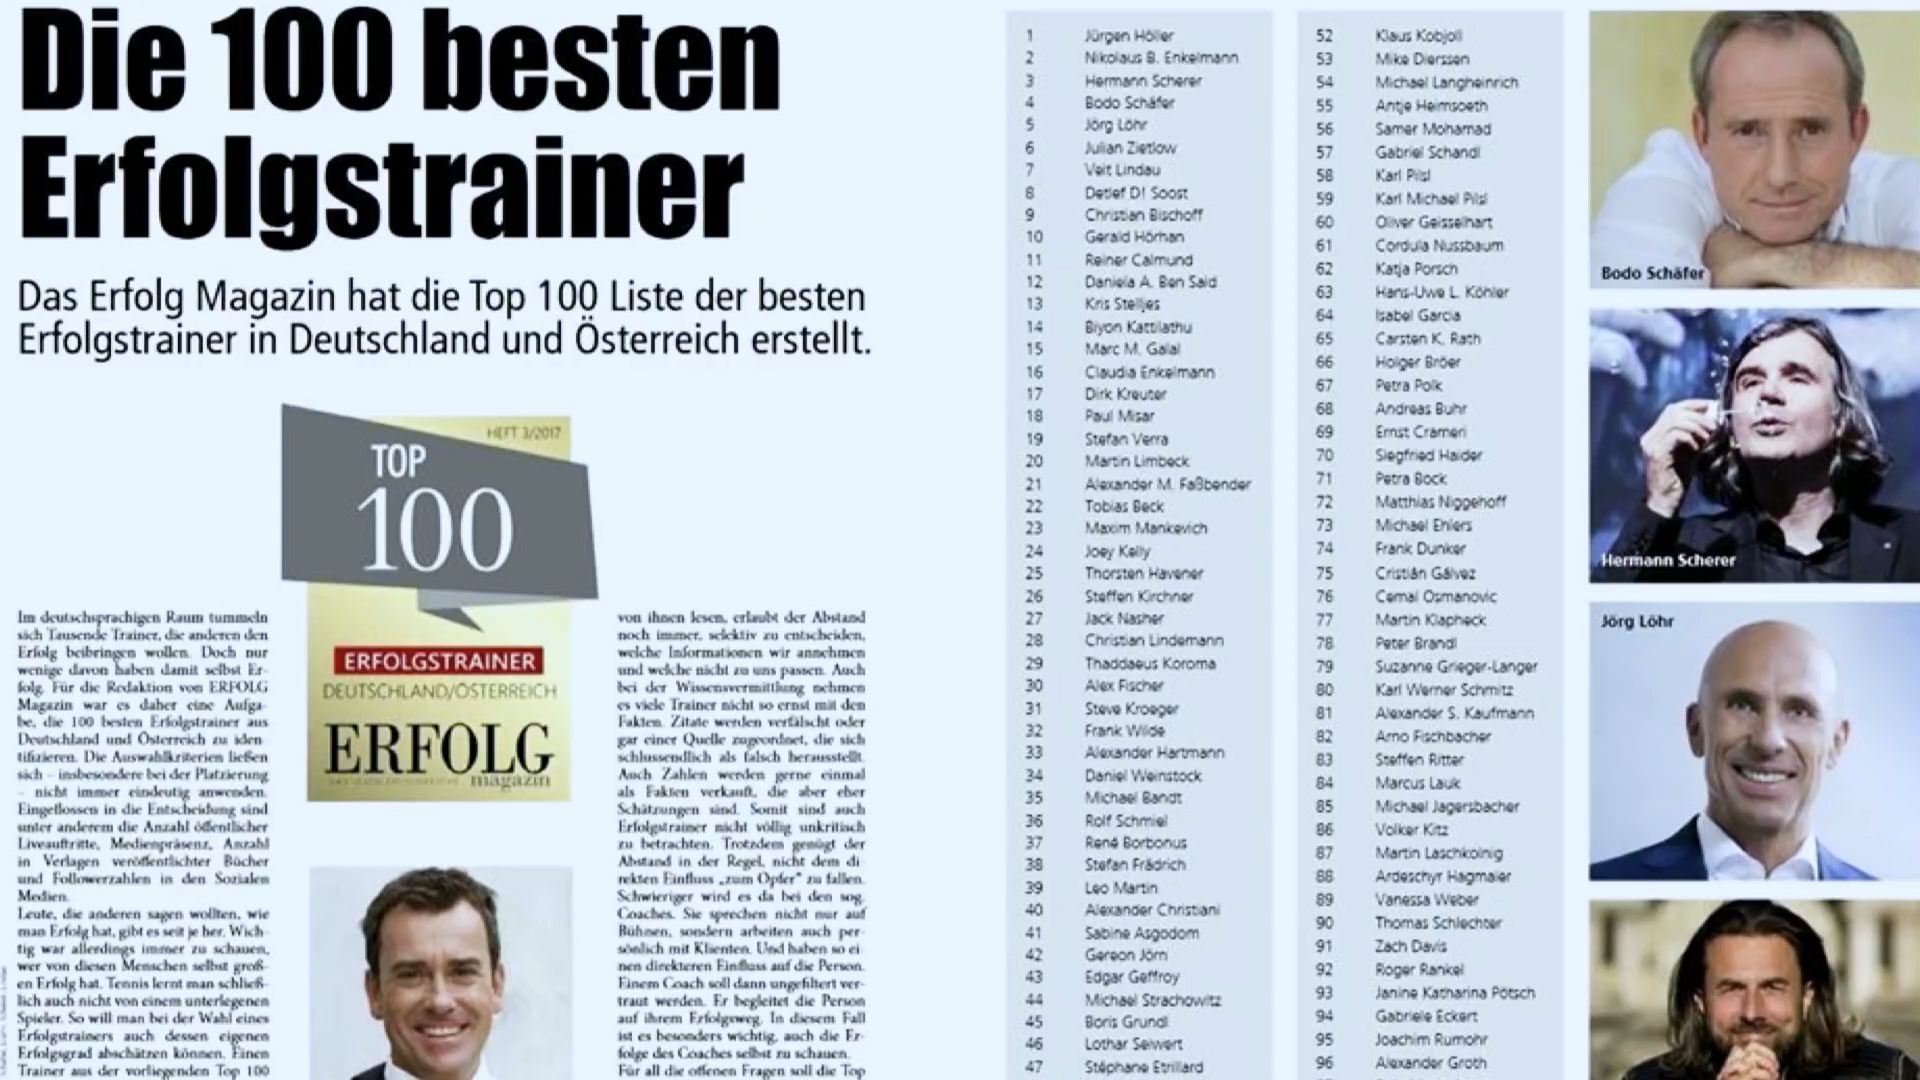 Die 100 besten
Erfolgstrainer
Das Erfolg Magazin hat die Top 100 Liste der besten
Erfolgstrainer in Deutschland und Österreich erstellt.
HEFT 3/2017
TOP
100
ERFOLGSTRAINER
DEUTSCHLAND/ÖSTERREICH
ERFOLG
magazin
Im deutschsprachigen Raum tummeln
sich Tausende Trainer, die anderen den
Erfolg beibringen wollen. Doch nur
wenige davon haben damit selbst Er-
folg. Für die Redaktion von ERFOLG
Magazin war es daher eine Aufga-
be, die 100 besten Erfolgstrainer aus
Deutschland und Österreich zu iden-
tifizieren. Die Auswahlkriterien ließen
sich – insbesondere bei der Platzierung
– nicht immer eindeutig anwenden.
Eingeflossen in die Entscheidung sind
unter anderem die Anzahl öffentlicher
Liveauftritte, Medienpräsenz, Anzahl
in Verlagen veröffentlichter Bücher
und Followerzahlen in den Sozialen
Medien.
Leute, die anderen sagen wollten, wie
man Erfolg hat, gibt es seit je her. Wich-
tig war allerdings immer zu schauen,
wer von diesen Menschen selbst groß-
en Erfolg hat. Tennis lernt man schließ-
lich auch nicht von einem unterlegenen
Spieler. So will man bei der Wahl eines
Erfolgstrainers auch dessen eigenen
Erfolgsgrad abschätzen können. Einen
Trainer aus der vorliegenden Top 100
von ihnen lesen, erlaubt der Abstand
noch immer, selektiv zu entscheiden,
welche Informationen wir annehmen
und welche nicht zu uns passen. Auch
bei der Wissensvermittlung nehmen
es viele Trainer nicht so ernst mit den
Fakten. Zitate werden verfälscht oder
gar einer Quelle zugeordnet, die sich
schlussendlich als falsch herausstellt.
Auch Zahlen werden gerne einmal
als Fakten verkauft, die aber eher
Schätzungen sind. Somit sind auch
Erfolgstrainer nicht völlig unkritisch
zu betrachten. Trotzdem genügt der
Abstand in der Regel, nicht dem di-
rekten Einfluss „zum Opfer“ zu fallen.
Schwieriger wird es da bei den sog.
Coaches. Sie sprechen nicht nur auf
Bühnen, sondern arbeiten auch per-
sönlich mit Klienten. Und haben so ei-
nen direkteren Einfluss auf die Person.
Einem Coach soll dann ungefiltert ver-
traut werden. Er begleitet die Person
auf ihrem Erfolgsweg. In diesem Fall
ist es besonders wichtig, auch die Er-
folge des Coaches selbst zu schauen.
Für all die offenen Fragen soll die Top
1 Jürgen Höller
2 Nikolaus B. Enkelmann
3 Hermann Scherer
4 Bodo Schäfer
5 Jörg Löhr
6 Julian Zietlow
7 Veit Lindau
8 Detlef D! Soost
9 Christian Bischoff
10 Gerald Hörhan
11 Reiner Calmund
12 Daniela A. Ben Said
13 Kris Stelljes
14 Biyon Kattilathu
15 Marc M. Galal
16 Claudia Enkelmann
17 Dirk Kreuter
18 Paul Misar
19 Stefan Verra
20 Martin Limbeck
21 Alexander M. Faßbender
22 Tobias Beck
23 Maxim Mankevich
24 Joey Kelly
25 Thorsten Havener
26 Steffen Kirchner
27 Jack Nasher
28 Christian Lindemann
29 Thaddaeus Koroma
30 Alex Fischer
31 Steve Kroeger
32 Frank Wilde
33 Alexander Hartmann
34 Daniel Weinstock
35 Michael Bandt
36 Rolf Schmiel
37 René Borbonus
38 Stefan Frädrich
39 Leo Martin
40 Alexander Christiani
41 Sabine Asgodom
42 Gereon Jörn
43 Edgar Geffroy
44 Michael Strachowitz
45 Boris Grundl
46 Lothar Seiwert
47 Stéphane Etrillard
52 Klaus Kobjoll
53 Mike Dierssen
54 Michael Langheinrich
55 Antje Heimsoeth
56 Samer Mohamad
57 Gabriel Schandl
58 Karl Pilsl
59 Karl Michael Pilsl
60 Oliver Geisselhart
61 Cordula Nussbaum
62 Katja Porsch
63 Hans-Uwe L. Köhler
64 Isabel Garcia
65 Carsten K. Rath
66 Holger Bröer
67 Petra Polk
68 Andreas Buhr
69 Ernst Crameri
70 Siegfried Haider
71 Petra Bock
72 Matthias Niggehoff
73 Michael Ehlers
74 Frank Dunker
75 Cristián Gálvez
76 Cemal Osmanovic
77 Martin Klapheck
78 Peter Brandl
79 Suzanne Grieger-Langer
80 Karl Werner Schmitz
81 Alexander S. Kaufmann
82 Arno Fischbacher
83 Steffen Ritter
84 Marcus Lauk
85 Michael Jagersbacher
86 Volker Kitz
87 Martin Laschkolnig
88 Ardeschyr Hagmaier
89 Vanessa Weber
90 Thomas Schlechter
91 Zach Davis
92 Roger Rankel
93 Janine Katharina Pötsch
94 Gabriele Eckert
95 Joachim Rumohr
96 Alexander Groth
Bodo Schäfer
Hermann Scherer
Jörg Löhr